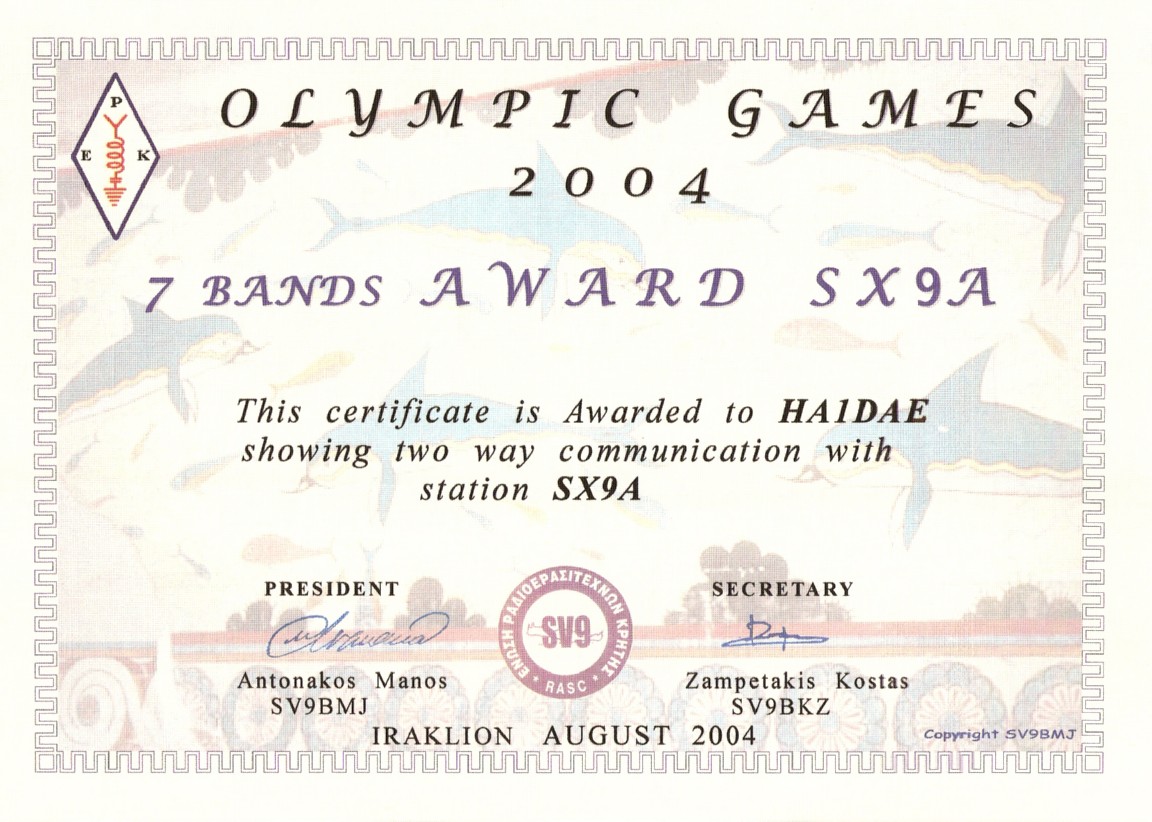 P
E K
OLYMPIC GAMES
2004
7 BANDS AWARD SX9A
This certificate is Awarded to HA1DAE
showing two way communication with
station SX9A
PRESIDENT
SECRETARY
ΕΝΩΣΗ ΡΑΔΙΟΕΡΑΣΙΤΕΧΝΩΝ ΚΡΗΤΗΣ
SV9
· RASC ·
Antonakos Manos
SV9BMJ
Zampetakis Kostas
SV9BKZ
IRAKLION AUGUST 2004
Copyright SV9BMJ